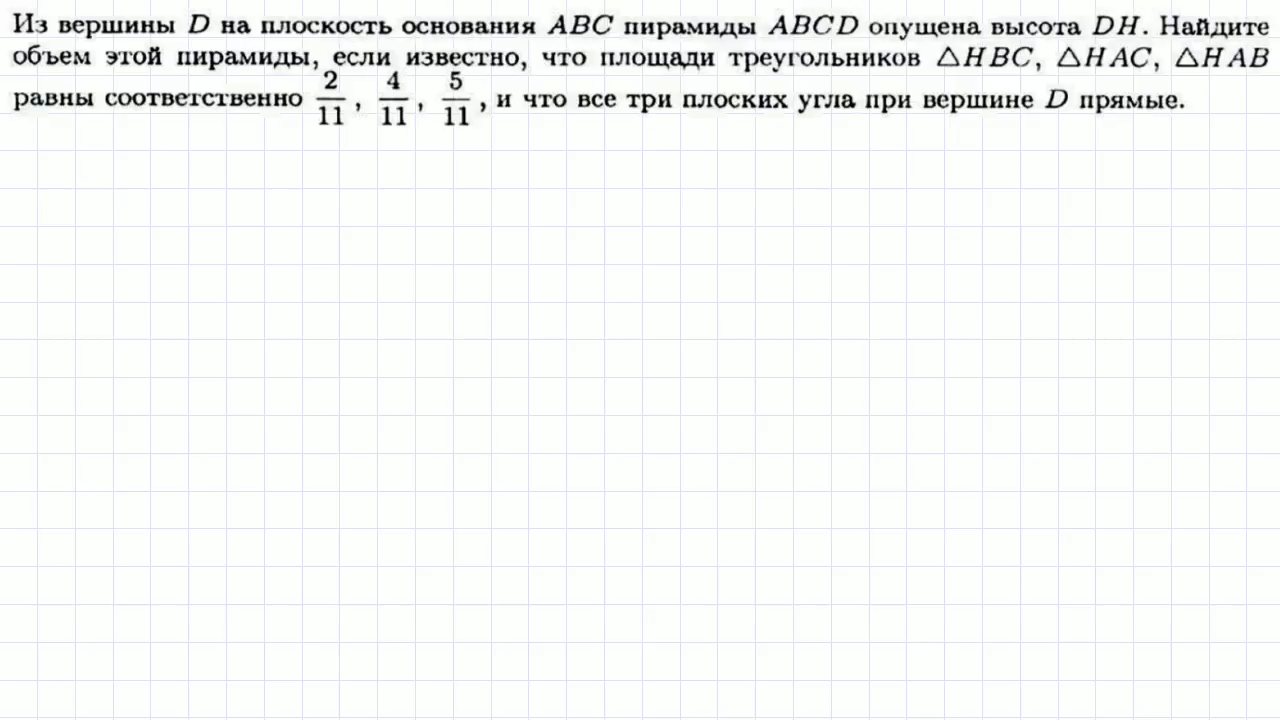 Из вершины D на плоскость основания ABC пирамиды ABCD опущена высота DH. Найдите
объем этой пирамиды, если известно, что площади треугольников △HBC, △HAC, △HAB
равны соответственно 2/11, 4/11, 5/11, и что все три плоских угла при вершине D прямые.